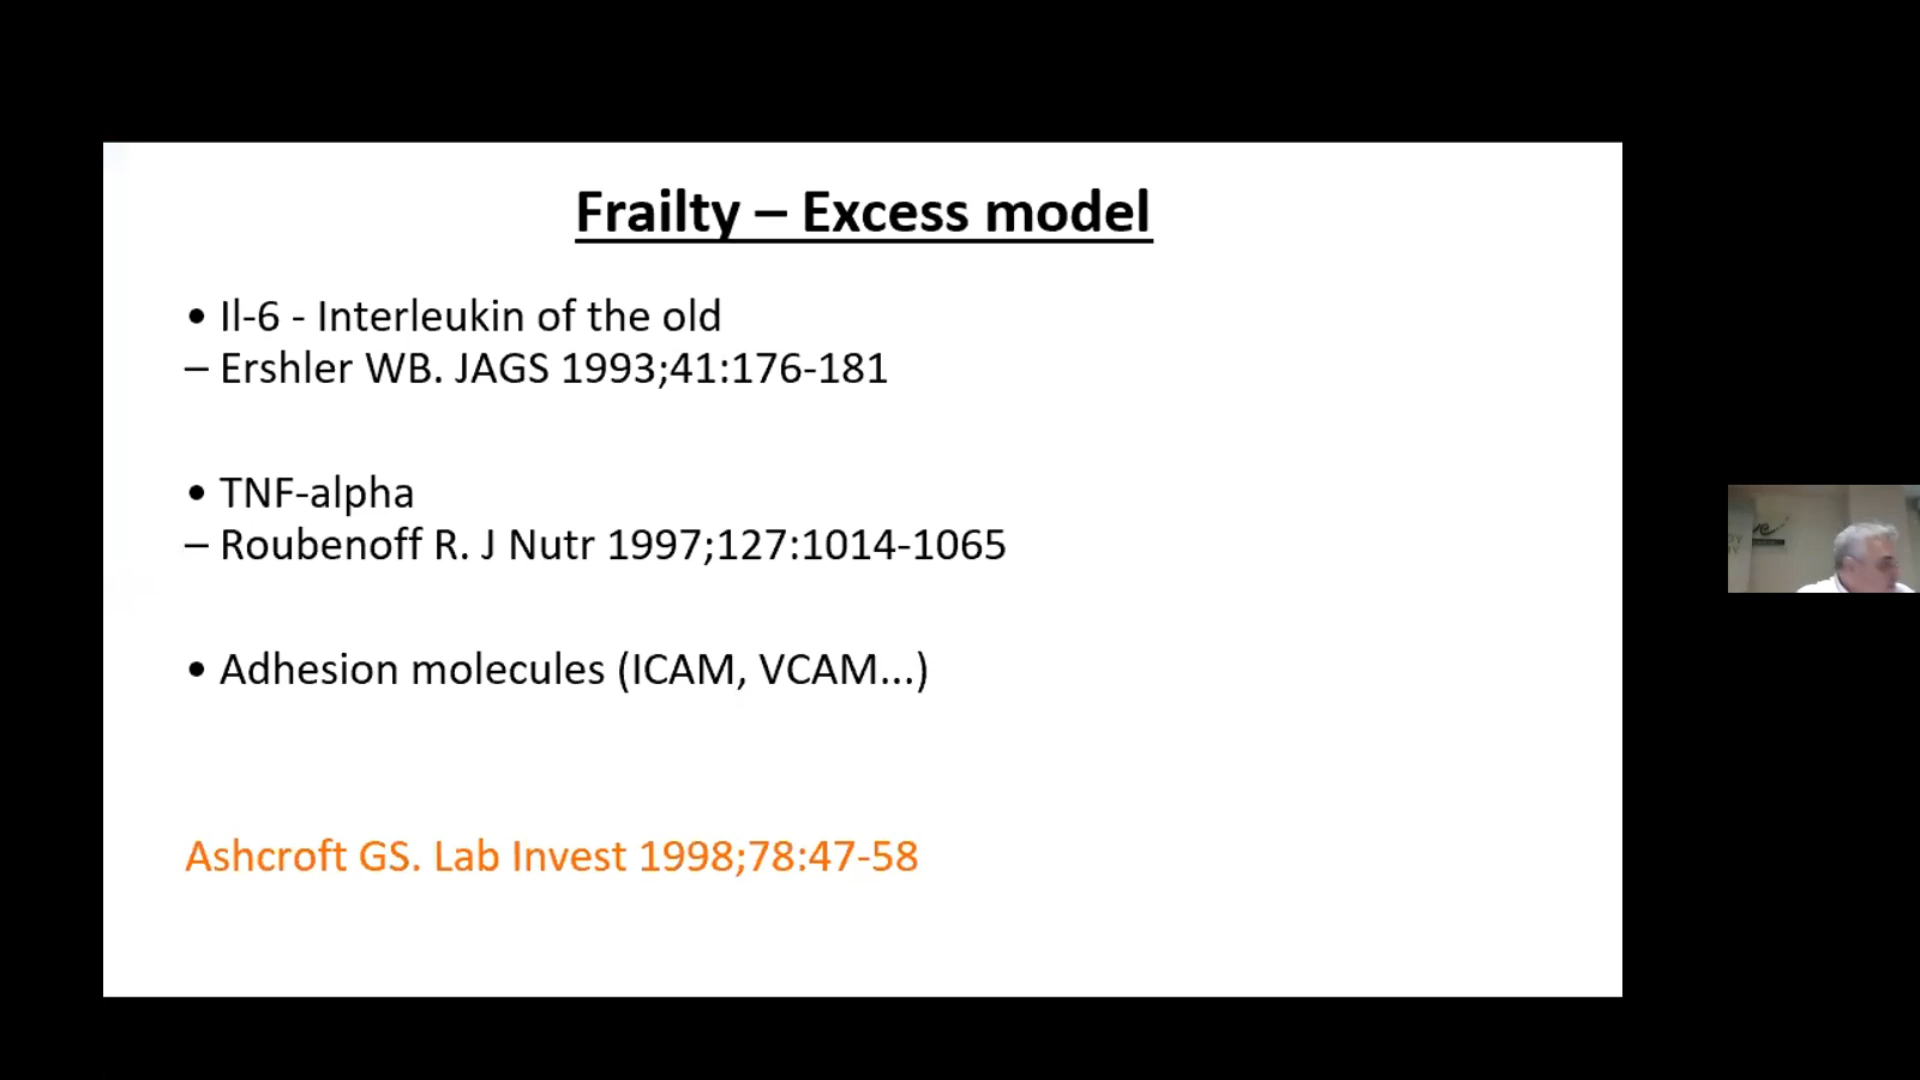 Frailty – Excess model
• Il-6 - Interleukin of the old
– Ershler WB. JAGS 1993;41:176-181
• TNF-alpha
– Roubenoff R. J Nutr 1997;127:1014-1065
• Adhesion molecules (ICAM, VCAM...)
Ashcroft GS. Lab Invest 1998;78:47-58